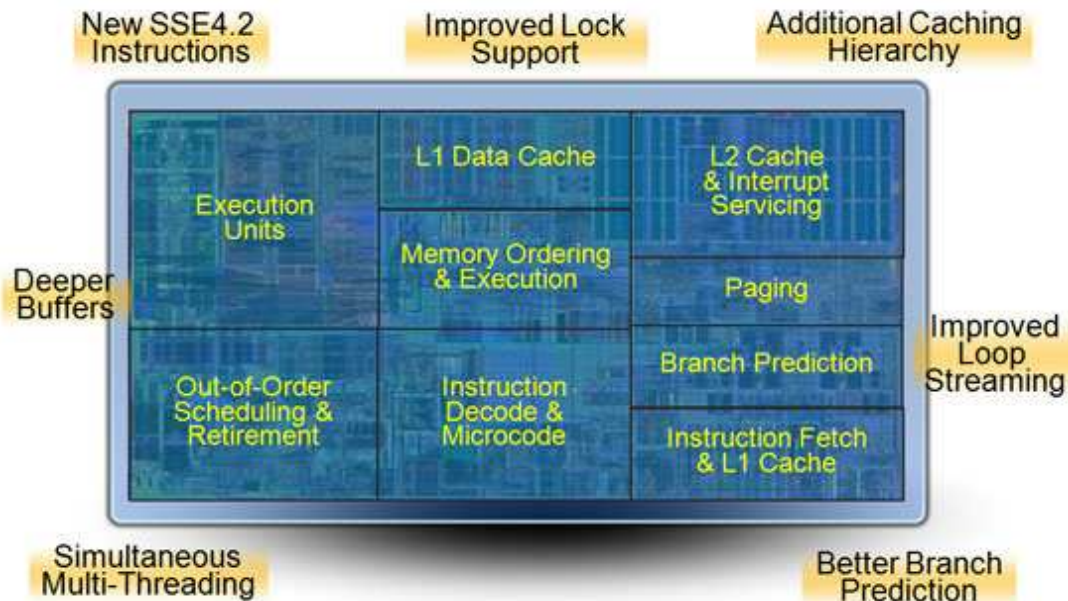 New SSE4.2
Instructions
Improved Lock
Support
Additional Caching
Hierarchy
L1 Data Cache
L2 Cache
& Interrupt
Servicing
Execution
Units
Memory Ordering
& Execution
Paging
Deeper
Buffers
Branch Prediction
Improved
Loop
Streaming
Out-of-Order
Scheduling &
Retirement
Instruction
Decode &
Microcode
Instruction Fetch
& L1 Cache
Simultaneous
Multi-Threading
Better Branch
Prediction